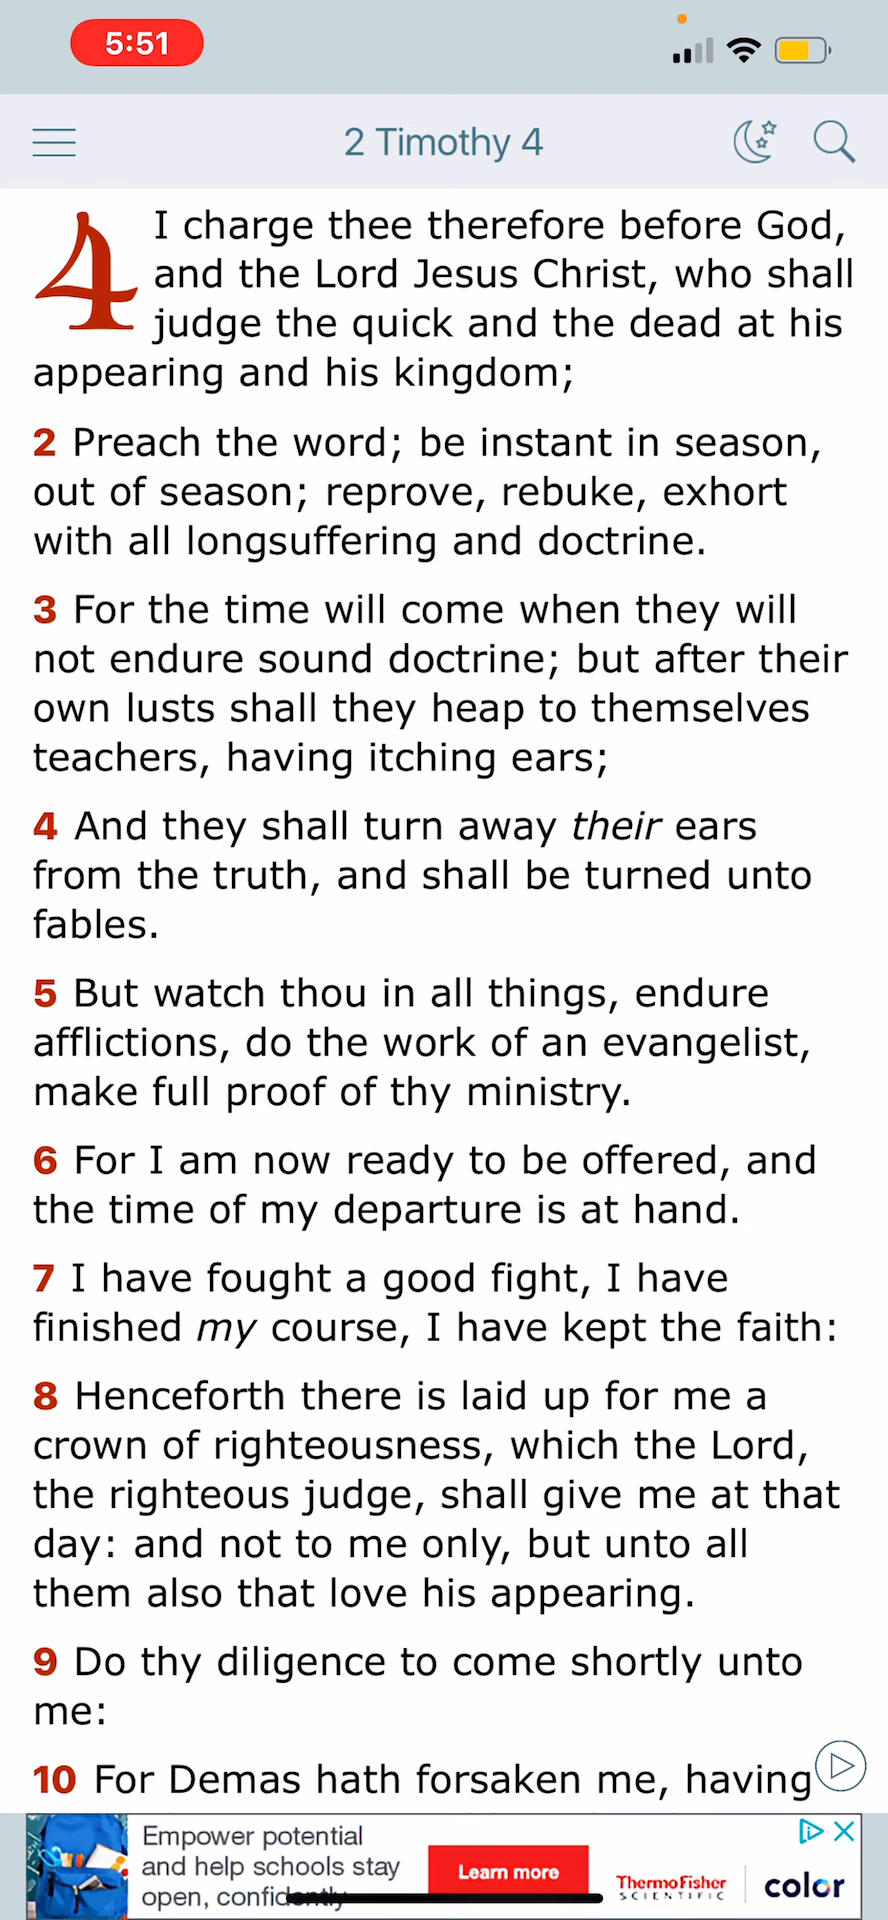 5:51
2 Timothy 4
4 I charge thee therefore before God,
and the Lord Jesus Christ, who shall
judge the quick and the dead at his
appearing and his kingdom;
2 Preach the word; be instant in season,
out of season; reprove, rebuke, exhort
with all longsuffering and doctrine.
3 For the time will come when they will
not endure sound doctrine; but after their
own lusts shall they heap to themselves
teachers, having itching ears;
4 And they shall turn away their ears
from the truth, and shall be turned unto
fables.
5 But watch thou in all things, endure
afflictions, do the work of an evangelist,
make full proof of thy ministry.
6 For I am now ready to be offered, and
the time of my departure is at hand.
7 I have fought a good fight, I have
finished my course, I have kept the faith:
8 Henceforth there is laid up for me a
crown of righteousness, which the Lord,
the righteous judge, shall give me at that
day: and not to me only, but unto all
them also that love his appearing.
9 Do thy diligence to come shortly unto
me:
10 For Demas hath forsaken me, having
Empower potential
and help schools stay
open, confidently
Learn more
ThermoFisher
SCIENTIFIC
color